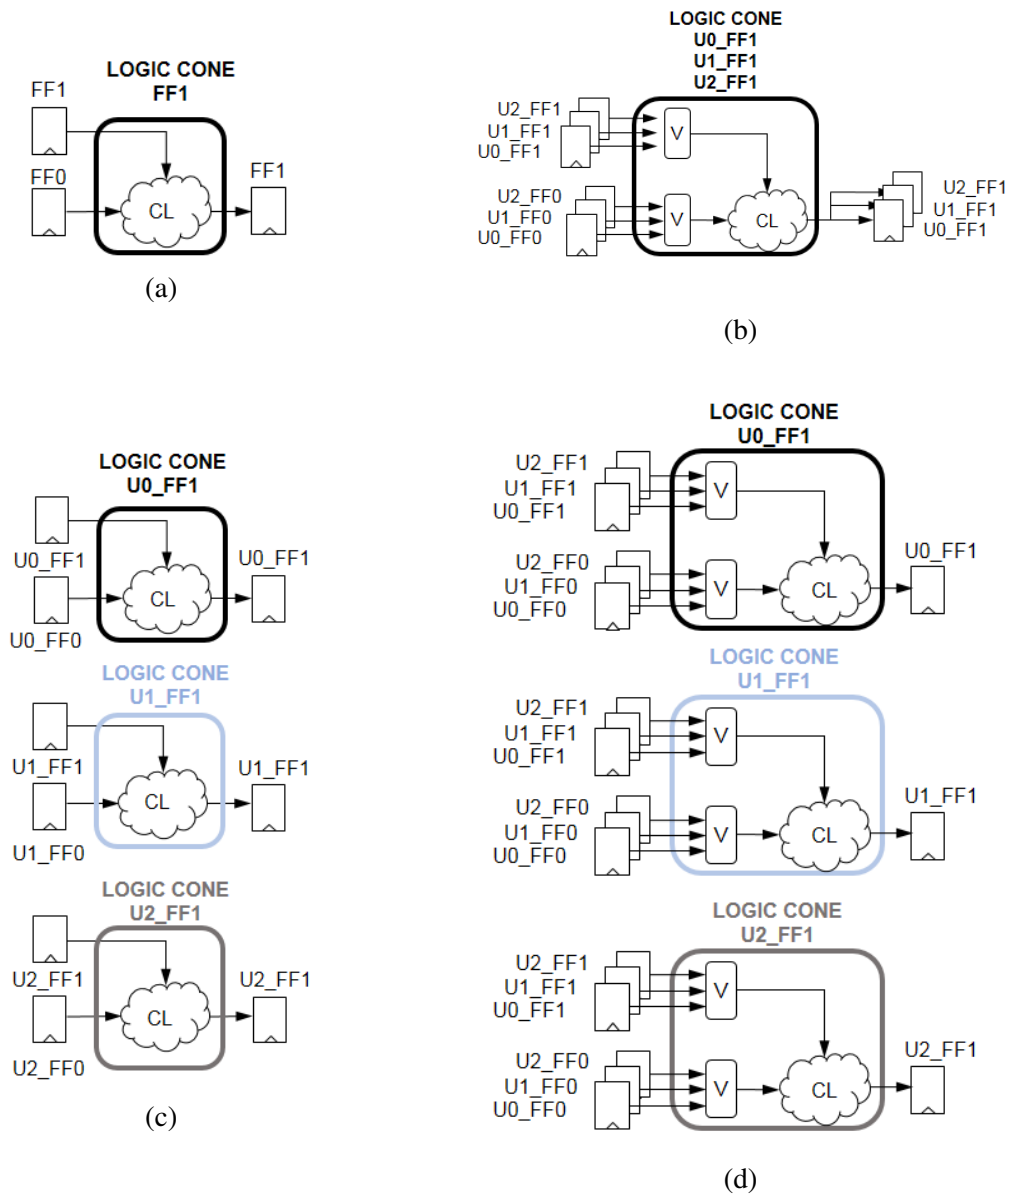 LOGIC CONE
FF1
FF1
FF0
CL
FF1
(a)
LOGIC CONE
U0_FF1
U1_FF1
U2_FF1
U2_FF1
U1_FF1
U0_FF1
V
U2_FF0
U1_FF0
U0_FF0
V
CL
U2_FF1
U1_FF1
U0_FF1
(b)
LOGIC CONE
U0_FF1
U0_FF1
U0_FF0
CL
U0_FF1
LOGIC CONE
U1_FF1
U1_FF1
U1_FF0
CL
U1_FF1
LOGIC CONE
U2_FF1
U2_FF1
U2_FF0
CL
U2_FF1
(c)
LOGIC CONE
U0_FF1
U2_FF1
U1_FF1
U0_FF1
V
U2_FF0
U1_FF0
U0_FF0
V
CL
U0_FF1
LOGIC CONE
U1_FF1
U2_FF1
U1_FF1
U0_FF1
V
U2_FF0
U1_FF0
U0_FF0
V
CL
U1_FF1
LOGIC CONE
U2_FF1
U2_FF1
U1_FF1
U0_FF1
V
U2_FF0
U1_FF0
U0_FF0
V
CL
U2_FF1
(d)